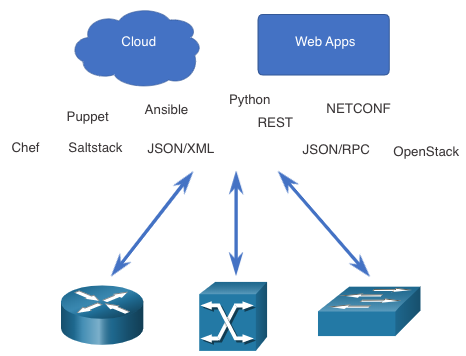 Cloud
Web Apps
Python
Ansible
NETCONF
Puppet
REST
Chef
Saltstack
JSON/XML
JSON/RPC
OpenStack